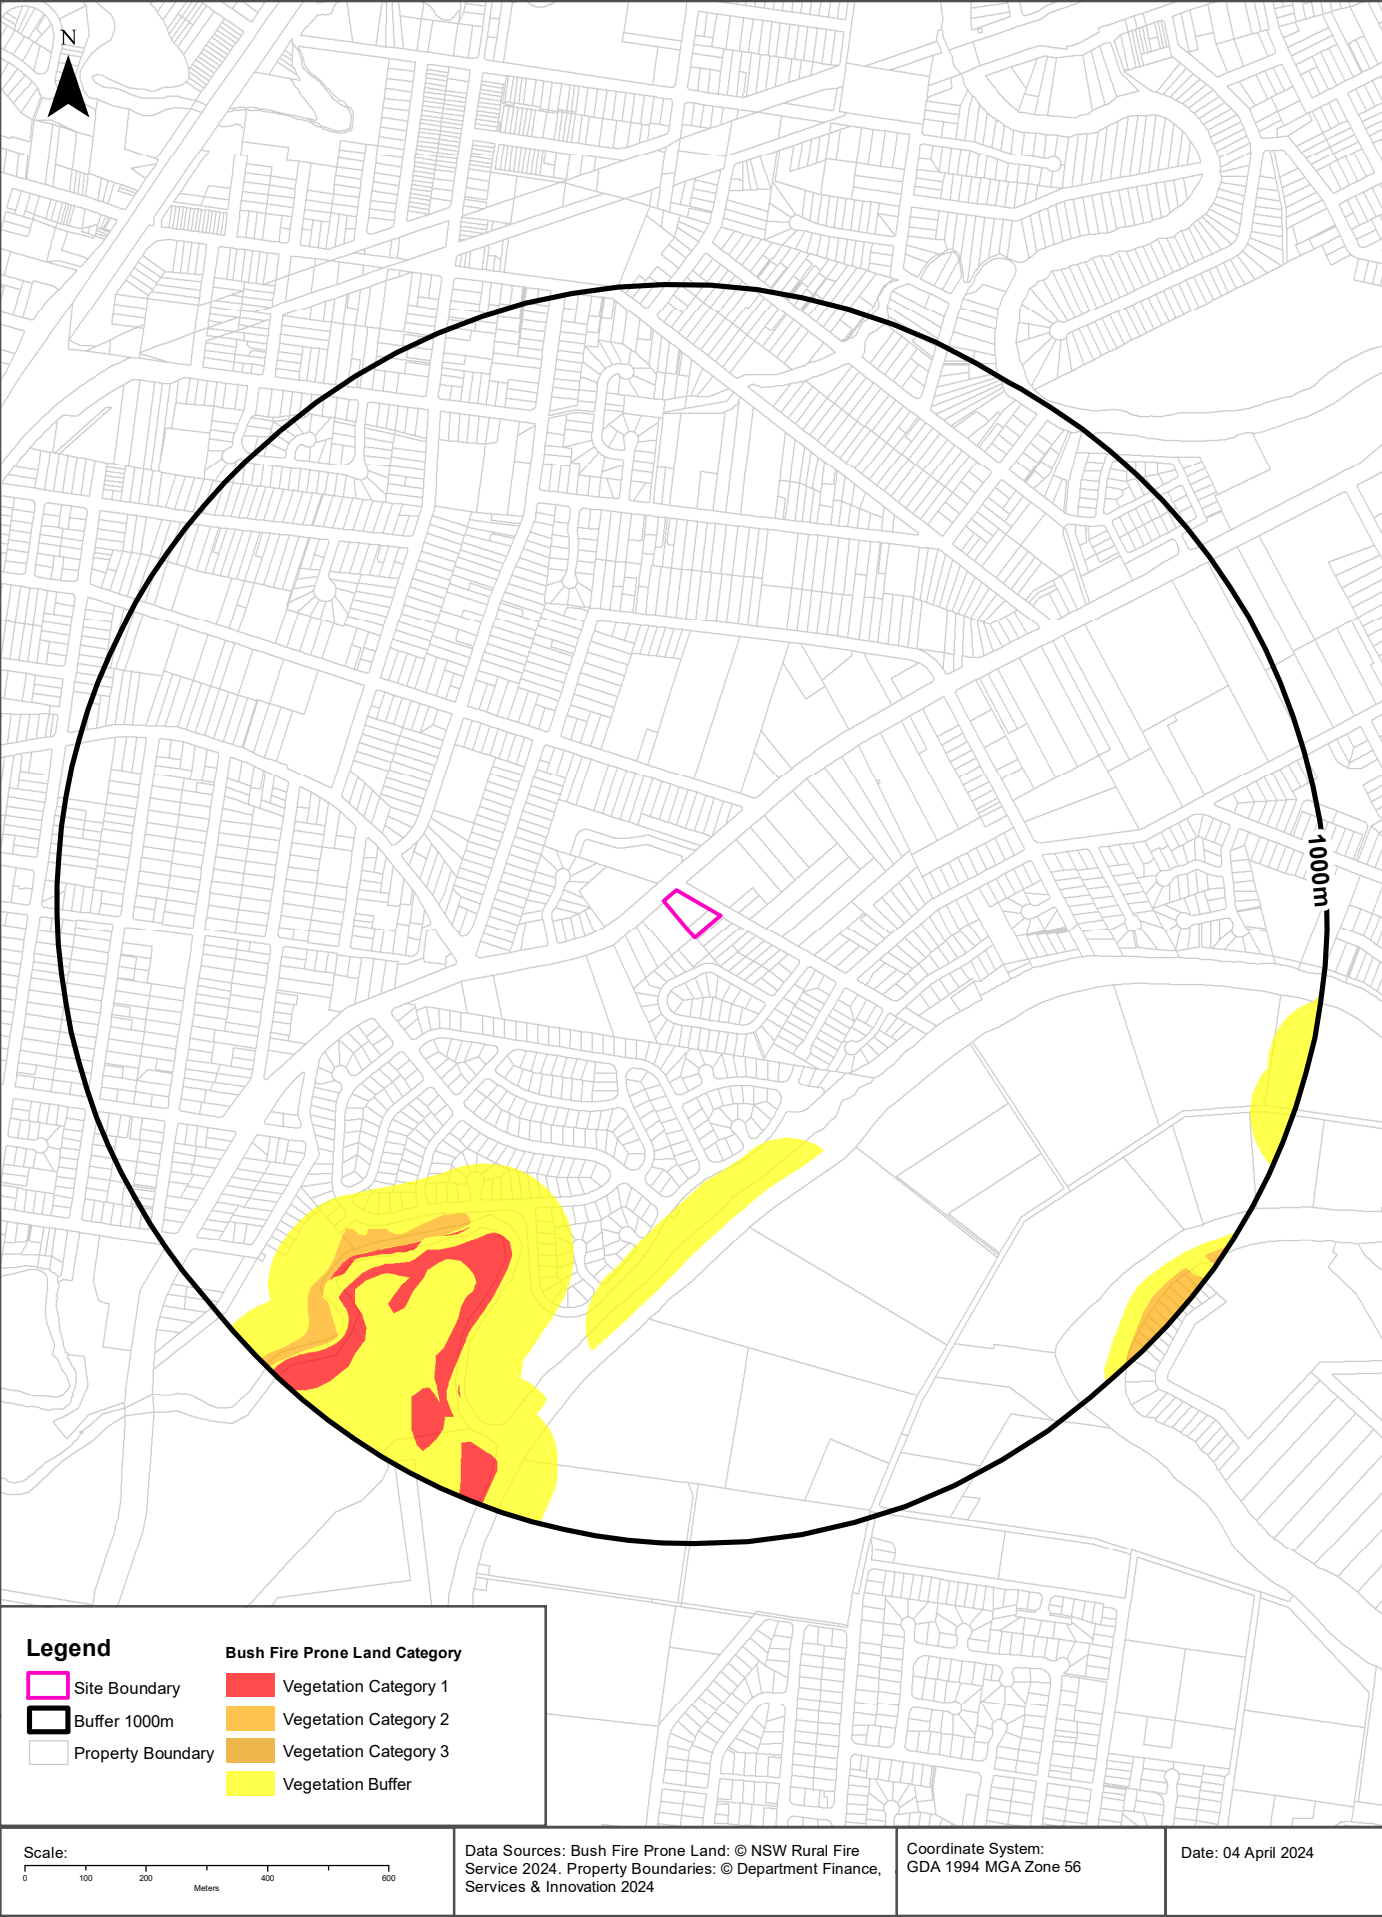 N
1000m
Legend
Site Boundary
Buffer 1000m
Property Boundary
Bush Fire Prone Land Category
Vegetation Category 1
Vegetation Category 2
Vegetation Category 3
Vegetation Buffer
Scale:
0 100 200 400 600
Meters
Data Sources: Bush Fire Prone Land: © NSW Rural Fire
Service 2024. Property Boundaries: © Department Finance,
Services & Innovation 2024
Coordinate System:
GDA 1994 MGA Zone 56
Date: 04 April 2024